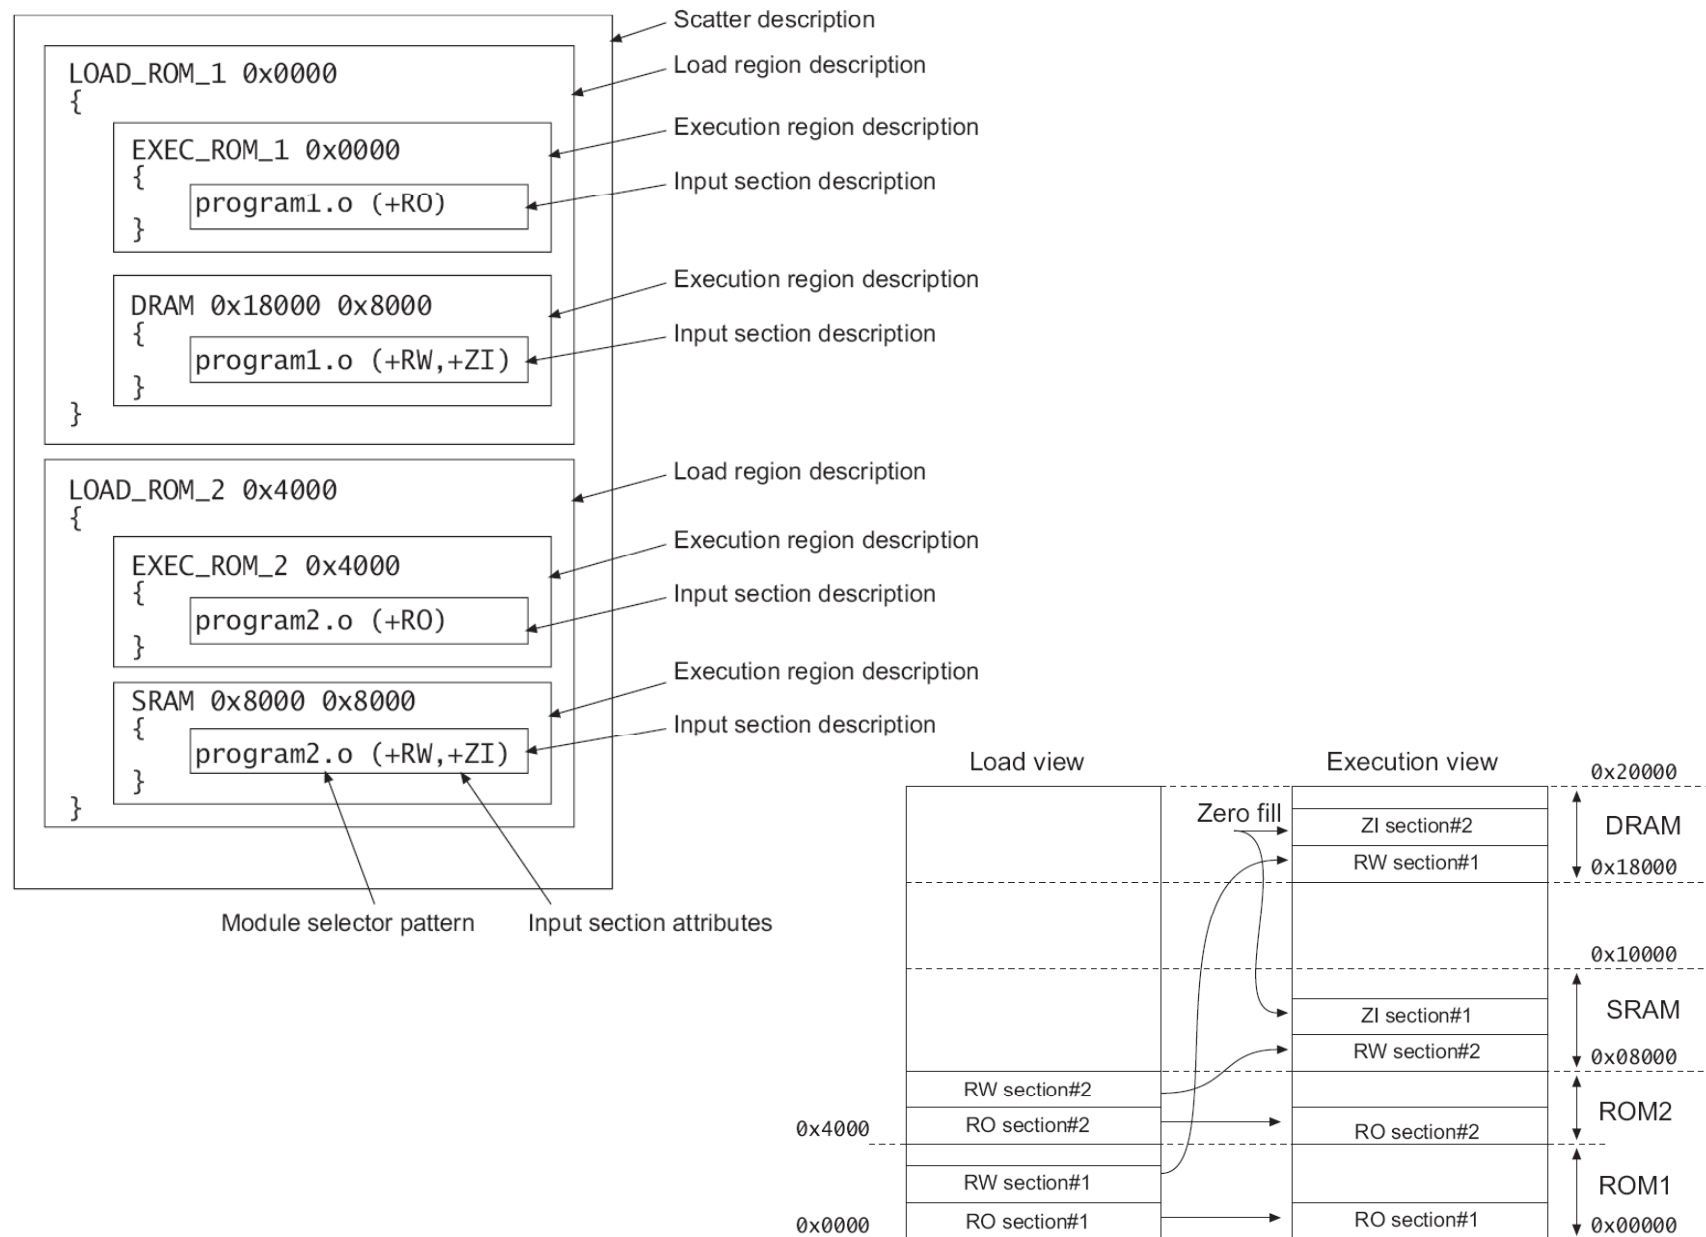 Scatter description
LOAD_ROM_1 0x0000
Load region description
{
EXEC_ROM_1 0x0000
Execution region description
{
program1.o (+RO)
Input section description
}
DRAM 0x18000 0x8000
Execution region description
{
program1.o (+RW,+ZI)
Input section description
}
}
LOAD_ROM_2 0x4000
Load region description
{
EXEC_ROM_2 0x4000
Execution region description
{
program2.o (+RO)
Input section description
}
SRAM 0x8000 0x8000
Execution region description
{
program2.o (+RW,+ZI)
Input section description
}
}
Module selector pattern
Input section attributes
Load view
Execution view
0x20000
Zero fill
ZI section#2
DRAM
RW section#1
0x18000
0x10000
ZI section#1
SRAM
RW section#2
0x08000
RW section#2
ROM2
0x4000
RO section#2
RO section#2
RW section#1
ROM1
0x0000
RO section#1
RO section#1
0x00000